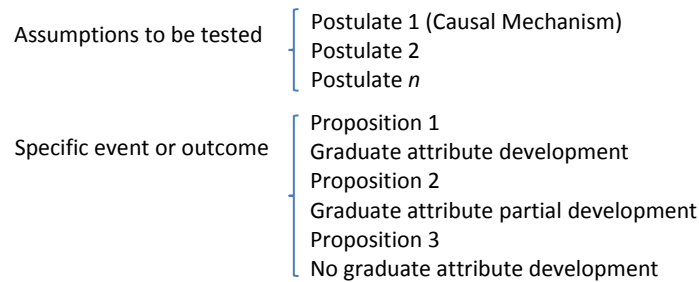 Assumptions to be tested
Postulate 1 (Causal Mechanism)
Postulate 2
Postulate n
Specific event or outcome
Proposition 1
Graduate attribute development
Proposition 2
Graduate attribute partial development
Proposition 3
No graduate attribute development